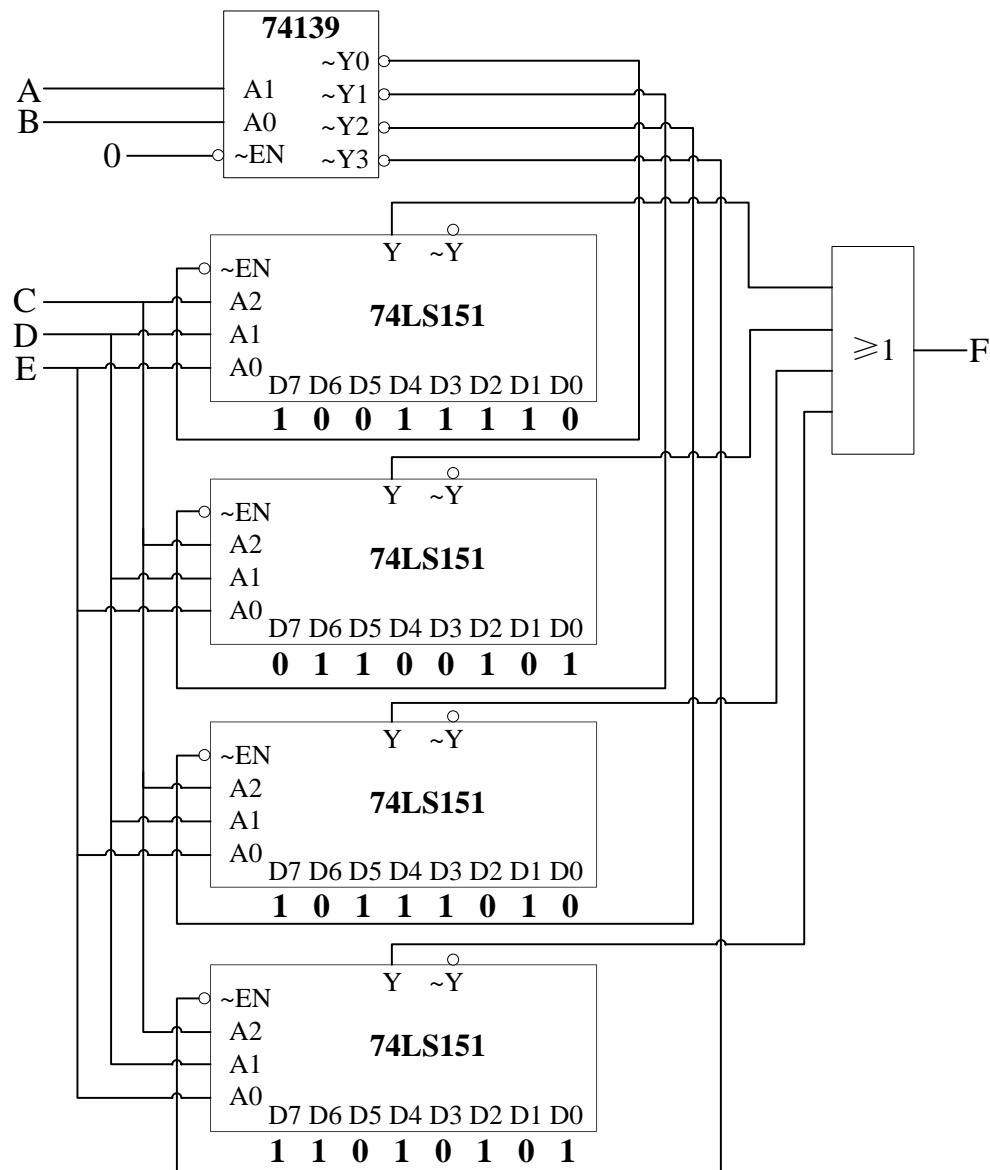 74139
~Y0
A A1 ~Y1
B A0 ~Y2
0 ~EN ~Y3
Y ~Y
~EN
C A2 74LS151
D A1
E A0
D7 D6 D5 D4 D3 D2 D1 D0
1 0 0 1 1 1 1 0
≥1 F
Y ~Y
~EN
A2 74LS151
A1
A0
D7 D6 D5 D4 D3 D2 D1 D0
0 1 1 0 0 1 0 1
Y ~Y
~EN
A2 74LS151
A1
A0
D7 D6 D5 D4 D3 D2 D1 D0
1 0 1 1 1 0 1 0
Y ~Y
~EN
A2 74LS151
A1
A0
D7 D6 D5 D4 D3 D2 D1 D0
1 1 0 1 0 1 0 1